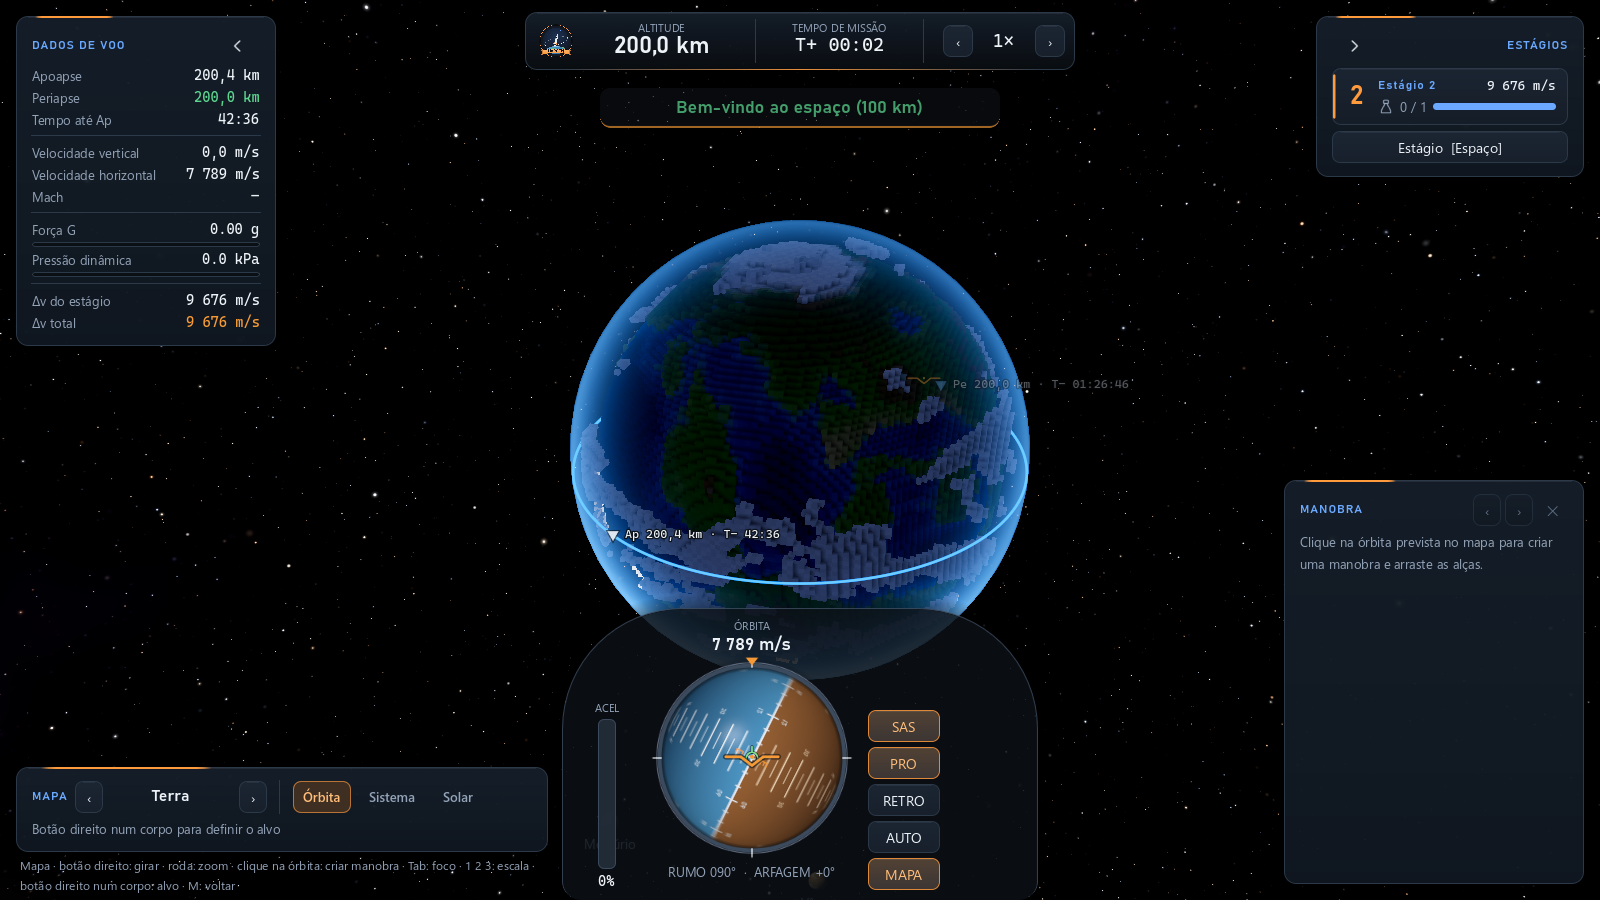 DADOS DE VOO
Apoapse 200,4 km
Periapse 200,0 km
Tempo até Ap 42:36
Velocidade vertical 0,0 m/s
Velocidade horizontal 7 789 m/s
Mach —
Força G 0.00 g
Pressão dinâmica 0.0 kPa
Δv do estágio 9 676 m/s
Δv total 9 676 m/s
ALTITUDE
200,0 km
TEMPO DE MISSÃO
T+ 00:02
‹ 1× ›
Bem-vindo ao espaço (100 km)
ESTÁGIOS
2 Estágio 2 9 676 m/s
0 / 1
Estágio [Espaço]
Pe 200,0 km · T− 01:26:46
Ap 200,4 km · T− 42:36
MANOBRA ‹ ›
Clique na órbita prevista no mapa para criar
uma manobra e arraste as alças.
ÓRBITA
7 789 m/s
ACEL
0%
SAS
PRO
RETRO
AUTO
MAPA
RUMO 090° · ARFAGEM +0°
MAPA ‹ Terra › Órbita Sistema Solar
Botão direito num corpo para definir o alvo
Mapa · botão direito: girar · roda: zoom · clique na órbita: criar manobra · Tab: foco · 1 2 3: escala ·
botão direito num corpo: alvo · M: voltar